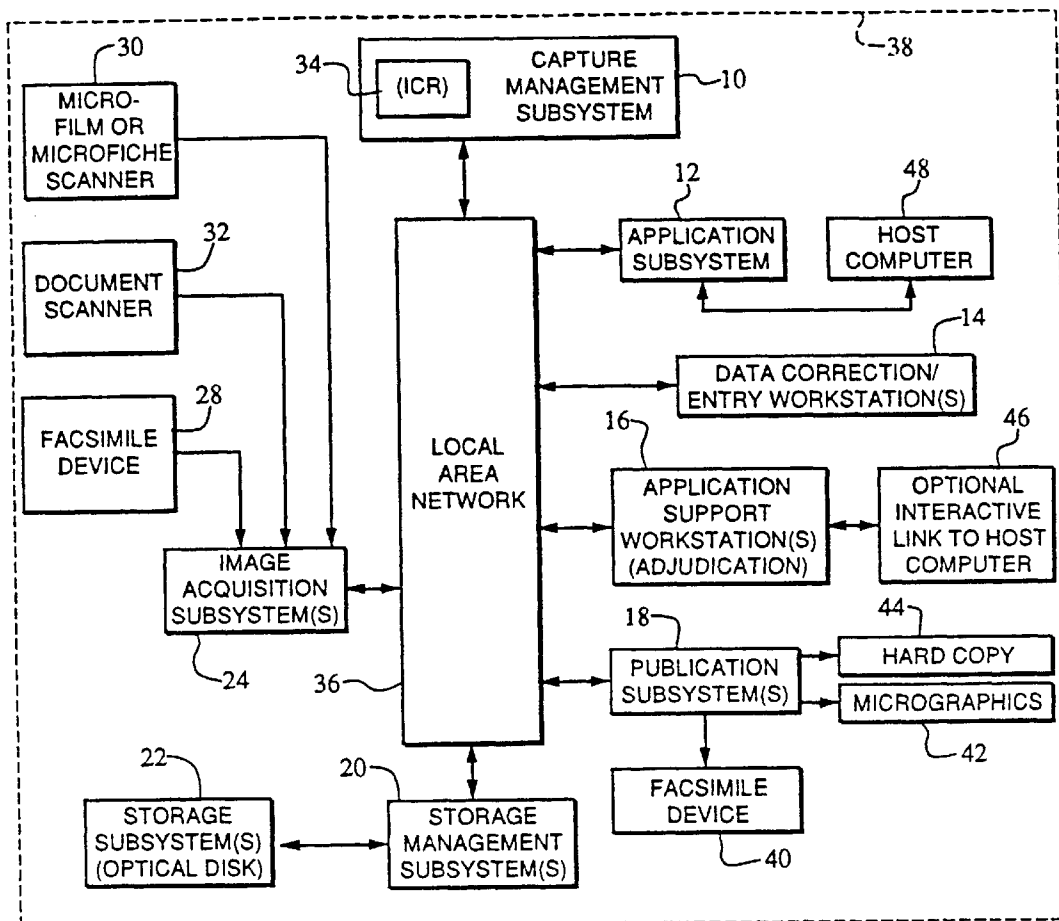 38
30
MICRO-
FILM OR
MICROFICHE
SCANNER
34
(ICR)
CAPTURE
MANAGEMENT
SUBSYSTEM
10
32
DOCUMENT
SCANNER
12
APPLICATION
SUBSYSTEM
48
HOST
COMPUTER
14
DATA CORRECTION/
ENTRY WORKSTATION(S)
28
FACSIMILE
DEVICE
LOCAL
AREA
NETWORK
36
16
APPLICATION
SUPPORT
WORKSTATION(S)
(ADJUDICATION)
46
OPTIONAL
INTERACTIVE
LINK TO HOST
COMPUTER
IMAGE
ACQUISITION
SUBSYSTEM(S)
24
18
PUBLICATION
SUBSYSTEM(S)
44
HARD COPY
MICROGRAPHICS
42
FACSIMILE
DEVICE
40
22
STORAGE
SUBSYSTEM(S)
(OPTICAL DISK)
20
STORAGE
MANAGEMENT
SUBSYSTEM(S)